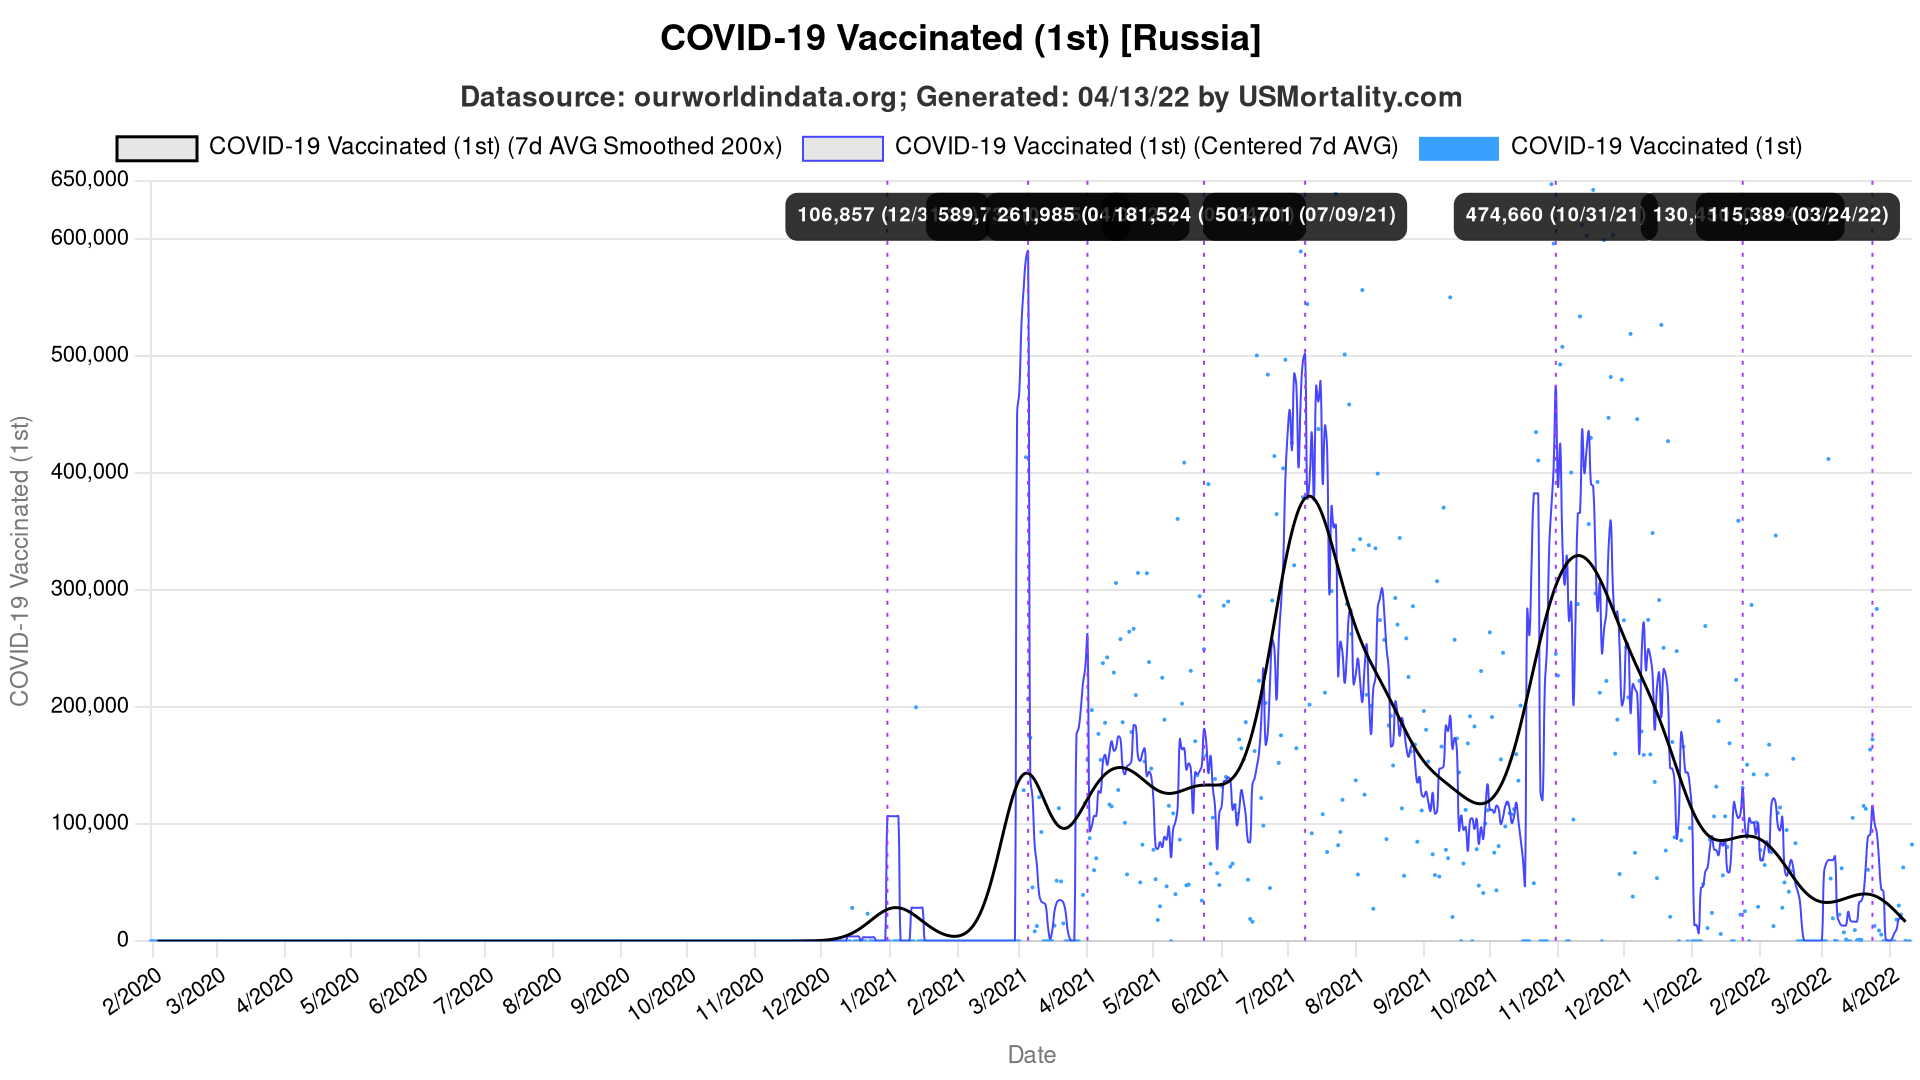 COVID-19 Vaccinated (1st) [Russia]
Datasource: ourworldindata.org; Generated: 04/13/22 by USMortality.com
COVID-19 Vaccinated (1st) (7d AVG Smoothed 200x) COVID-19 Vaccinated (1st) (Centered 7d AVG) COVID-19 Vaccinated (1st)
106,857 261,985 181,524 501,701 (07/09/21) 474,660 (10/31/21) 115,389 (03/24/22)
650,000
600,000
500,000
400,000
300,000
200,000
100,000
0
COVID-19 Vaccinated (1st)
2/2020 3/2020 4/2020 5/2020 6/2020 7/2020 8/2020 9/2020 10/2020 11/2020 12/2020 1/2021 2/2021 3/2021 4/2021 5/2021 6/2021 7/2021 8/2021 9/2021 10/2021 11/2021 12/2021 1/2022 2/2022 3/2022 4/2022
Date